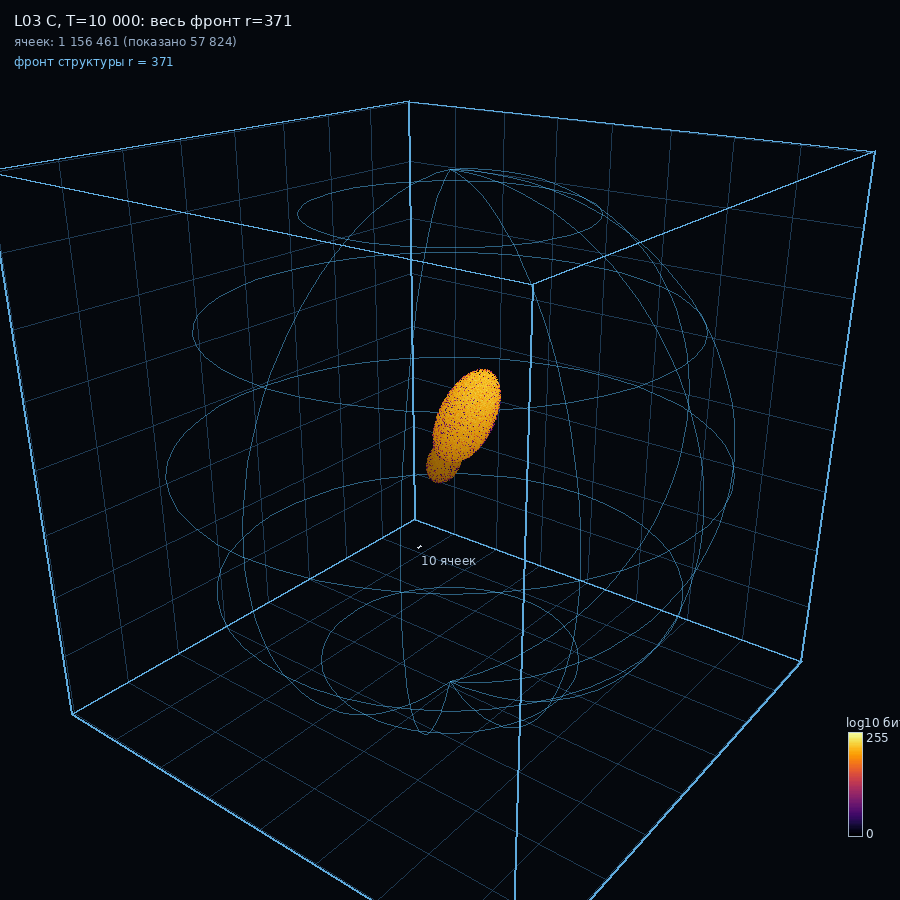 L03 C, T=10 000: весь фронт r=371
ячеек: 1 156 461 (показано 57 824)
фронт структуры r = 371
10 ячеек
log10 би
255
0